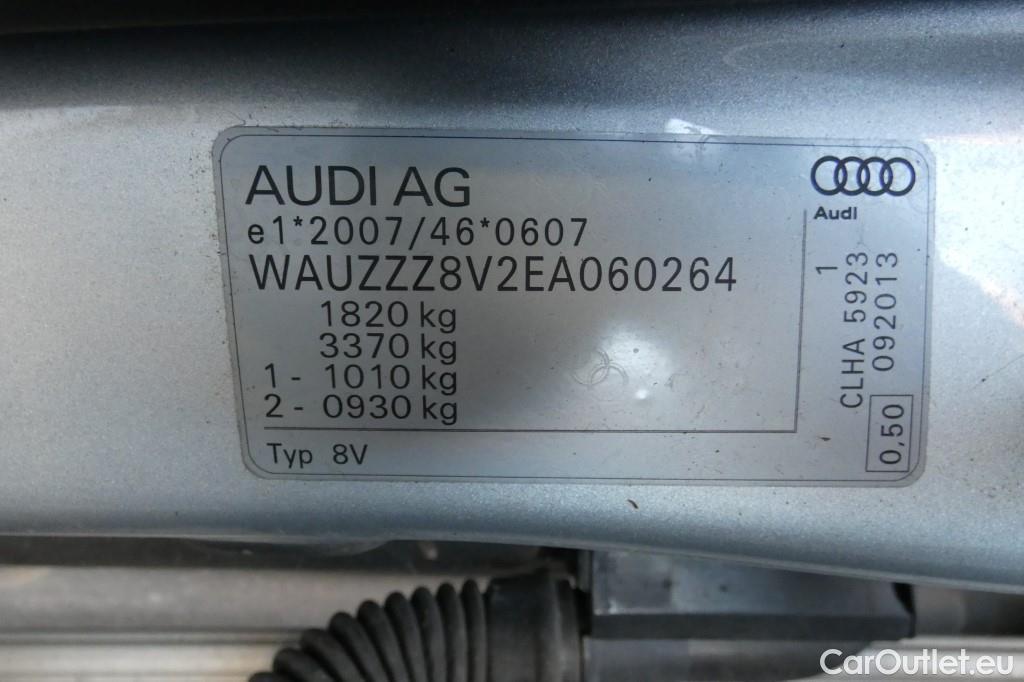 AUDI AG
e1*2007/46*0607
WAUZZZ8V2EA060264
1820 kg
3370 kg
1 - 1010 kg
2 - 0930 kg
Typ 8V
Audi
1
CLHA 5923
092013
0,50
CarOutlet.eu